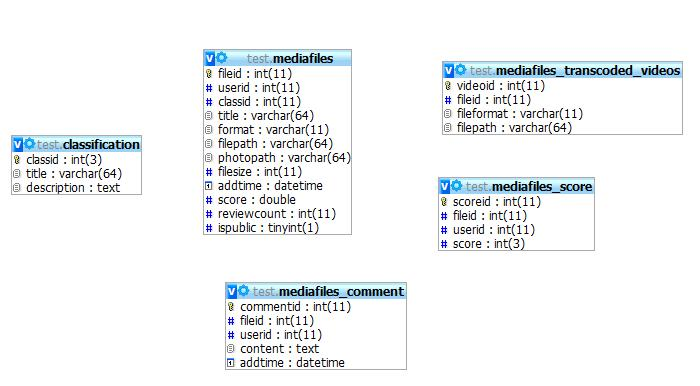 test.classification
classid : int(3)
title : varchar(64)
description : text
test.mediafiles
fileid : int(11)
userid : int(11)
classid : int(11)
title : varchar(64)
format : varchar(11)
filepath : varchar(64)
photopath : varchar(64)
filesize : int(11)
addtime : datetime
score : double
reviewcount : int(11)
ispublic : tinyint(1)
test.mediafiles_transcoded_videos
videoid : int(11)
fileid : int(11)
fileformat : varchar(11)
filepath : varchar(64)
test.mediafiles_score
scoreid : int(11)
fileid : int(11)
userid : int(11)
score : int(3)
test.mediafiles_comment
commentid : int(11)
fileid : int(11)
userid : int(11)
content : text
addtime : datetime